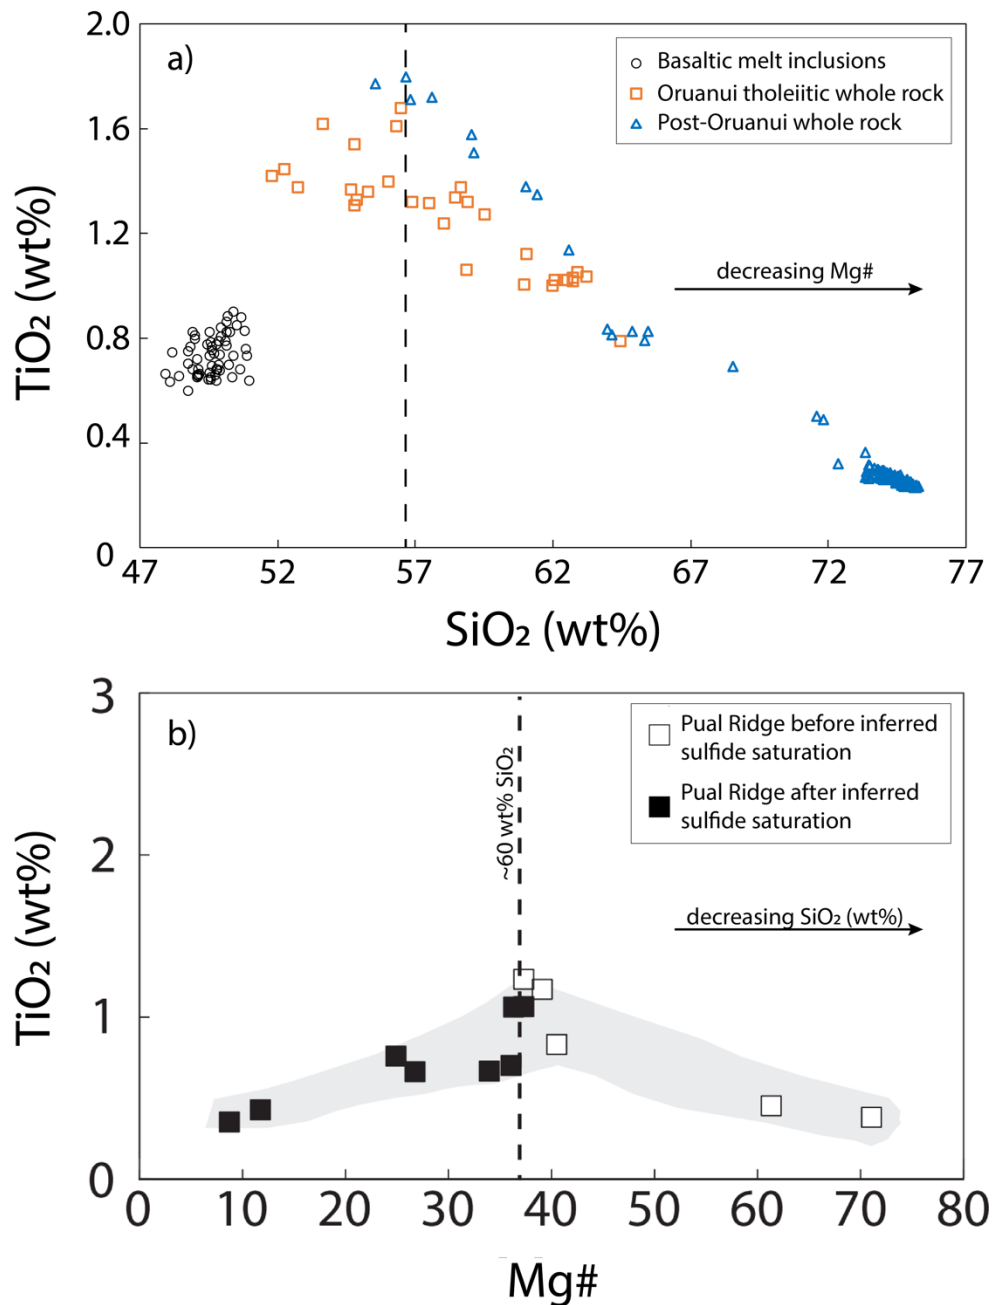 a)
Basaltic melt inclusions
Oruanui tholeiitic whole rock
Post-Oruanui whole rock
decreasing Mg#
2.0
1.6
1.2
0.8
0.4
0
TiO₂ (wt%)
47 52 57 62 67 72 77
SiO₂ (wt%)
b)
Pual Ridge before inferred
sulfide saturation
Pual Ridge after inferred
sulfide saturation
~60 wt% SiO₂
decreasing SiO₂ (wt%)
3
2
1
0
TiO₂ (wt%)
0 10 20 30 40 50 60 70 80
Mg#